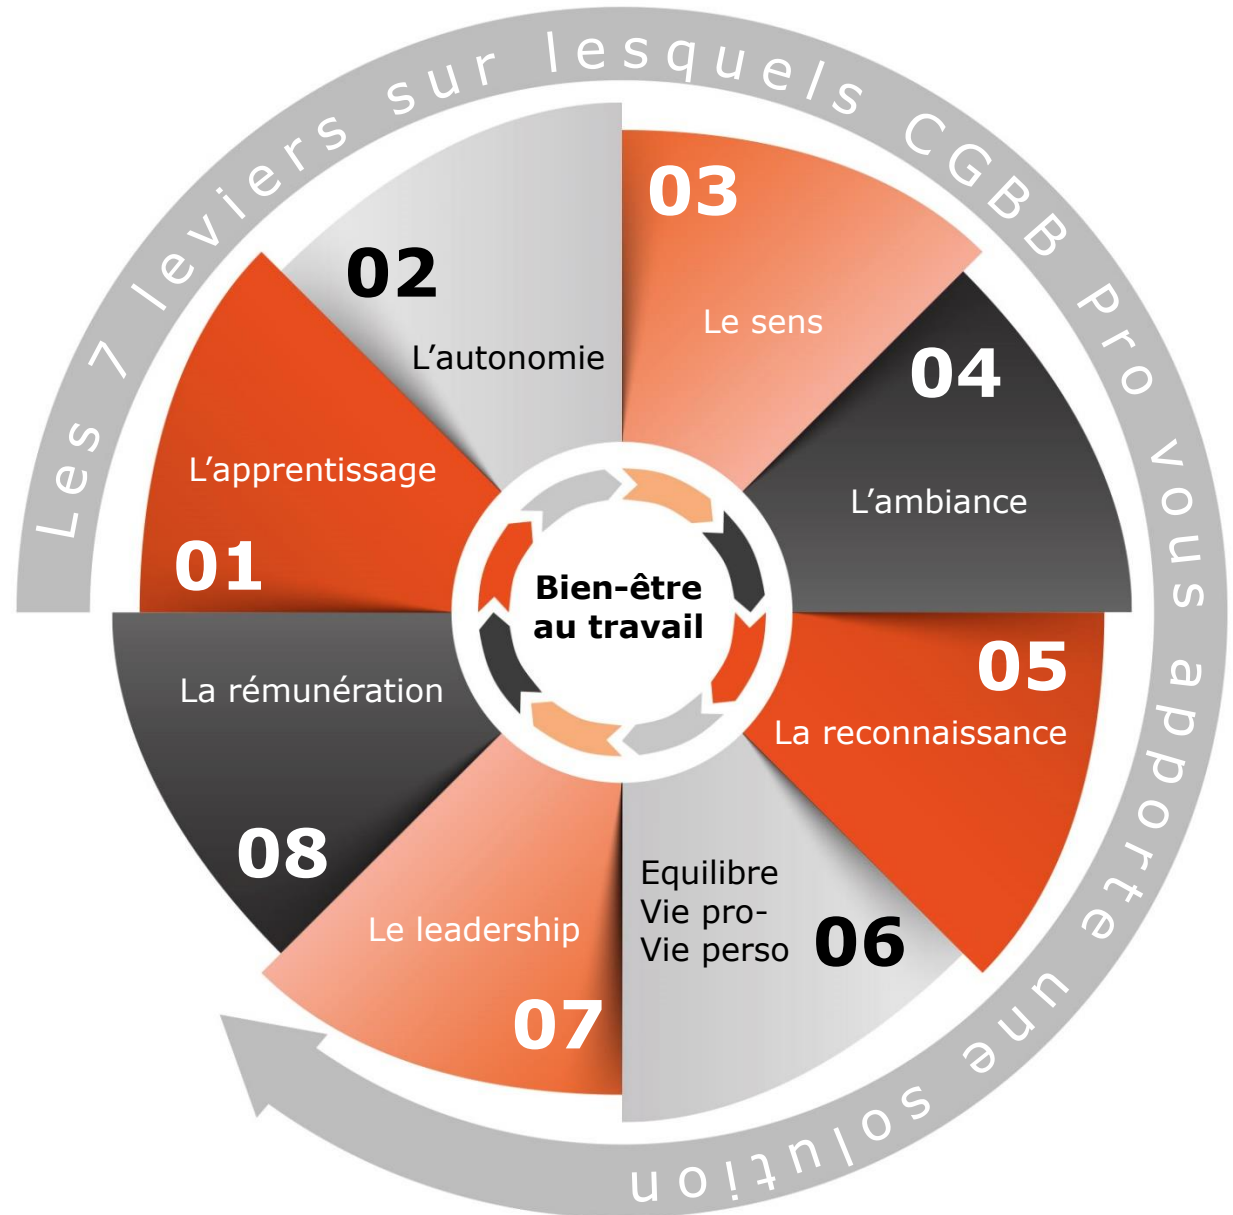 Les 7 leviers sur lesquels CGBB Pro vous apporte une solution
01
L’apprentissage
02
L’autonomie
03
Le sens
04
L’ambiance
05
La reconnaissance
06
Equilibre
Vie pro-
Vie perso
07
Le leadership
08
La rémunération
Bien-être
au travail